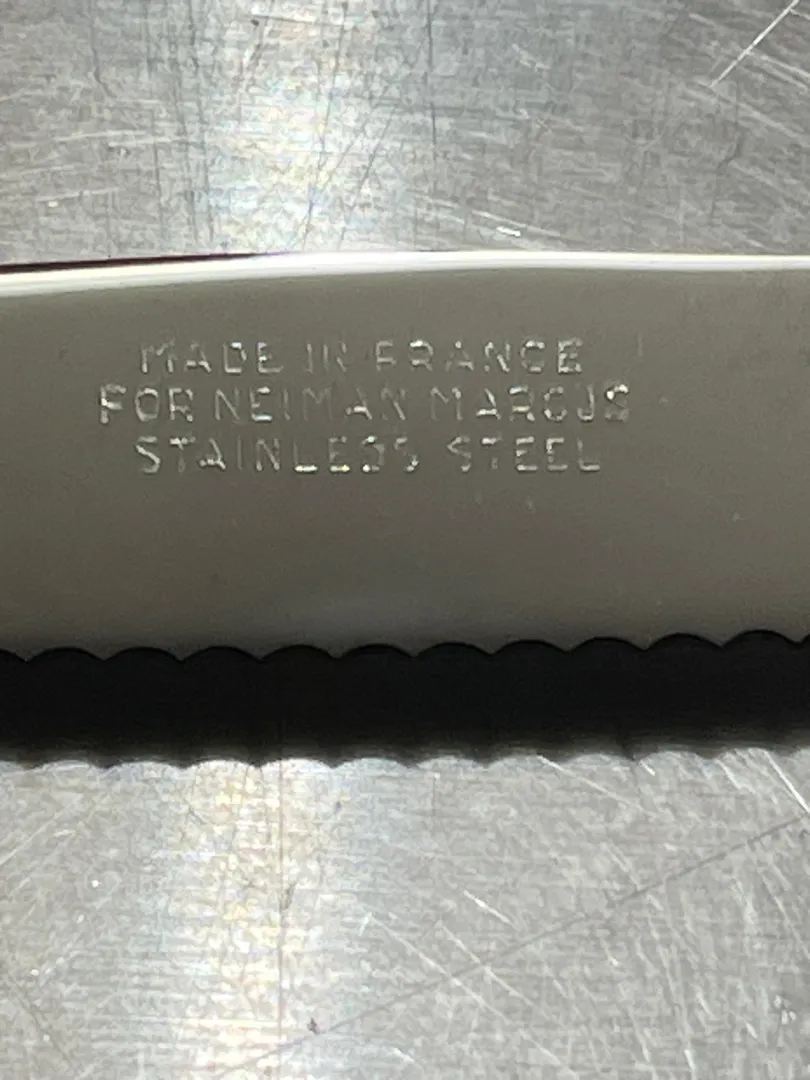 MADE IN FRANCE
FOR NEIMAN MARCUS
STAINLESS STEEL